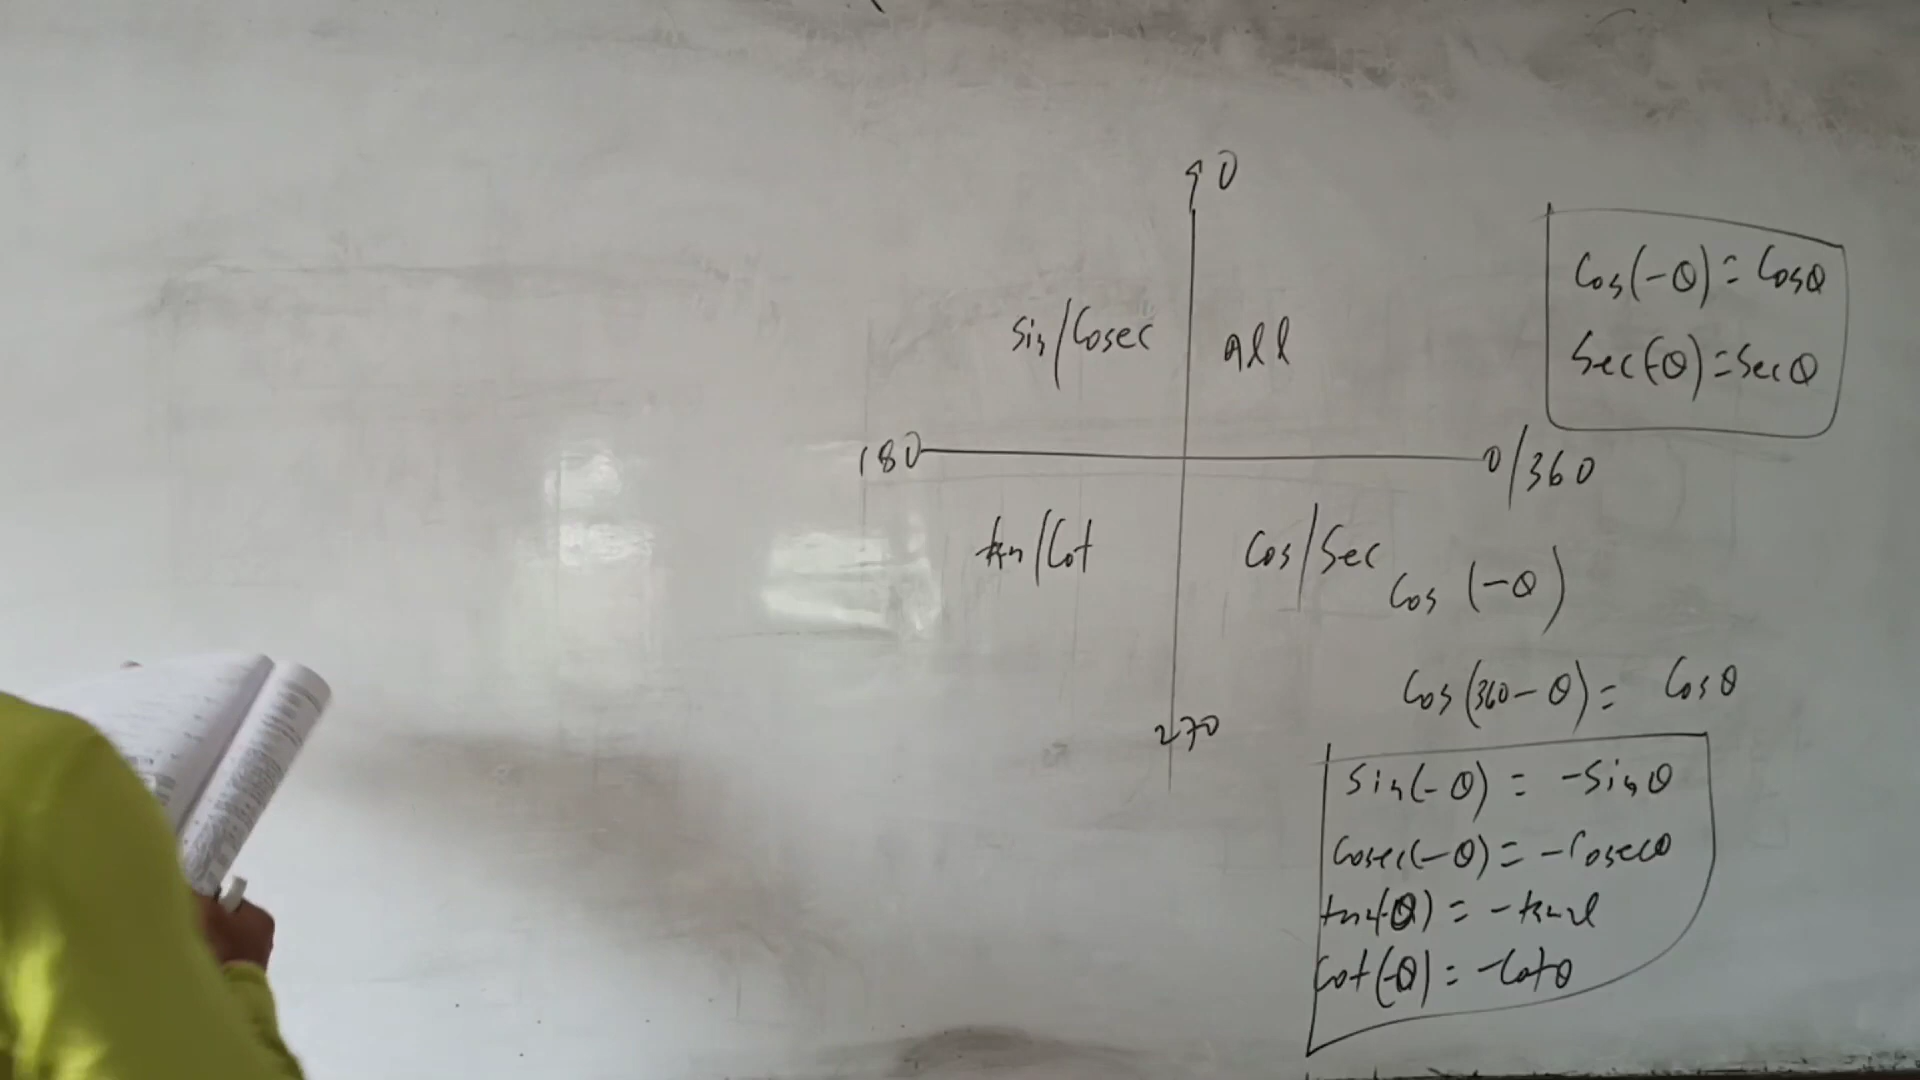 90
sin/Cosec
all
180
0/360
tan/Cot
Cos/Sec
270
Cos(-θ) = Cosθ
Sec(-θ) = Secθ
Cos (-θ)
Cos(360-θ) = Cosθ
Sin(-θ) = -Sinθ
Cosec(-θ) = -Cosecθ
tan(-θ) = -tanθ
Cot(-θ) = -Cotθ